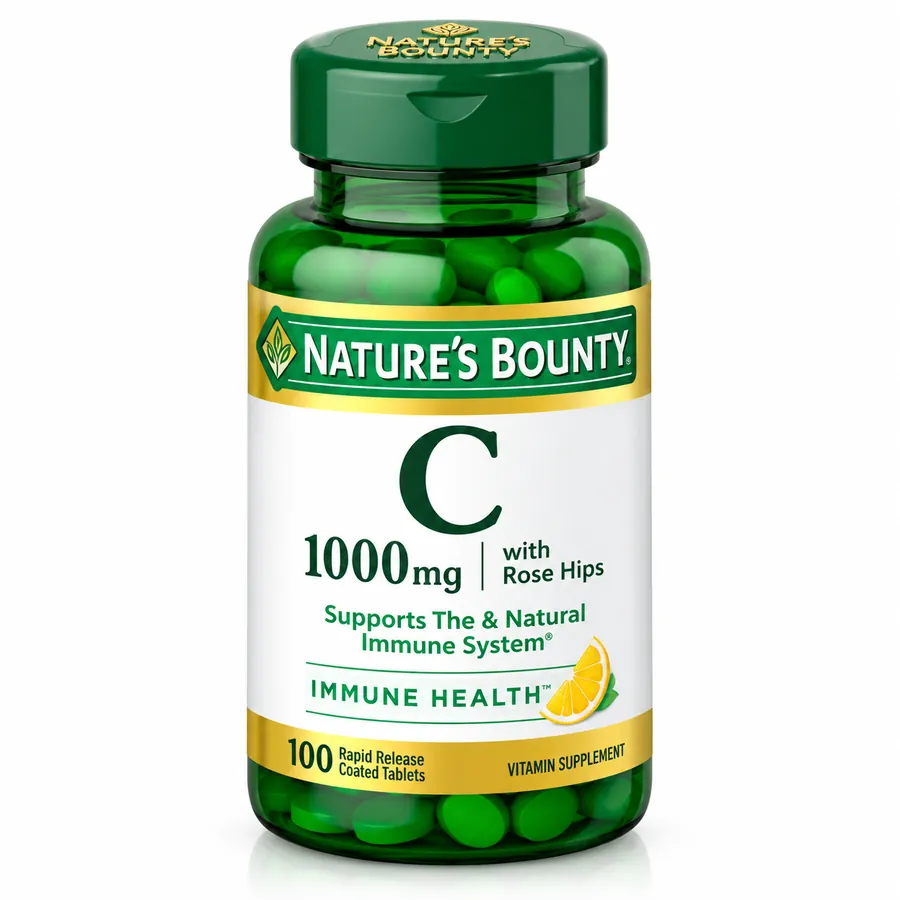 NATURE'S
BOUNTY
NATURE'S BOUNTY®
C
1000mg
with
Rose Hips
Supports The & Natural
Immune System®
IMMUNE HEALTH™
100
Rapid Release
Coated Tablets
VITAMIN SUPPLEMENT